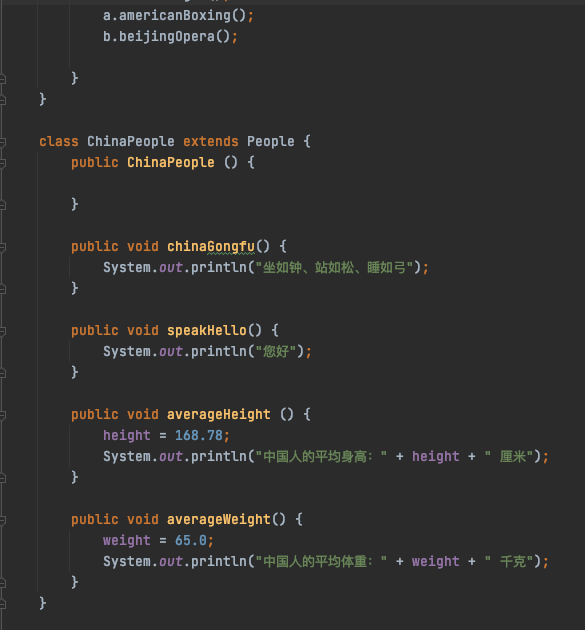 a.americanBoxing();
b.beijingOpera();
}
}
class ChinaPeople extends People {
public ChinaPeople () {
}
public void chinaGongfu() {
System.out.println("坐如钟、站如松、睡如弓");
}
public void speakHello() {
System.out.println("您好");
}
public void averageHeight () {
height = 168.78;
System.out.println("中国人的平均身高：" + height + " 厘米");
}
public void averageWeight() {
weight = 65.0;
System.out.println("中国人的平均体重：" + weight + " 千克");
}
}